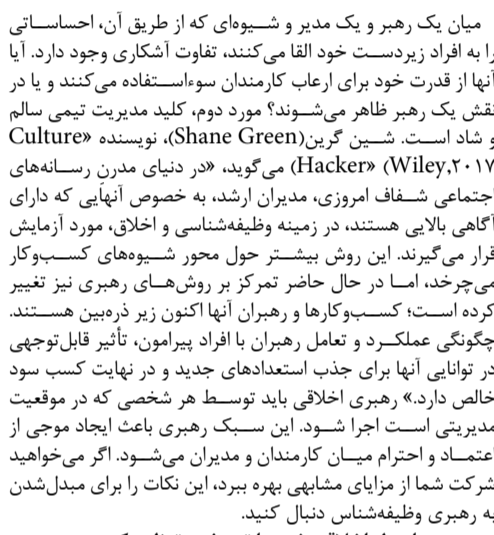 میان یک رهبر و یک مدیر و شیوه‌ای که از طریق آن، احساساتی
را به افراد زیردست خود القا می‌کنند، تفاوت آشکاری وجود دارد. آیا
آنها از قدرت خود برای ارعاب کارمندان سوءاستفاده می‌کنند و یا در
نقش یک رهبر ظاهر می‌شوند؟ مورد دوم، کلید مدیریت تیمی سالم
و شاد است. شین گرین(Shane Green)، نویسنده «Culture
Hacker» (Wiley,۲۰۱۷) می‌گوید، «در دنیای مدرن رسانه‌های
اجتماعی شفاف امروزی، مدیران ارشد، به خصوص آنهایی که دارای
آگاهی بالایی هستند، در زمینه وظیفه‌شناسی و اخلاق، مورد آزمایش
قرار می‌گیرند. این روش بیشتر حول محور شیوه‌های کسب‌وکار
می‌چرخد، اما در حال حاضر تمرکز بر روش‌های رهبری نیز تغییر
کرده است؛ کسب‌وکارها و رهبران آنها اکنون زیر ذره‌بین هستند.
چگونگی عملکرد و تعامل رهبران با افراد پیرامون، تأثیر قابل‌توجهی
در توانایی آنها برای جذب استعدادهای جدید و در نهایت کسب سود
خالص دارد.» رهبری اخلاقی باید توسط هر شخصی که در موقعیت
مدیریتی است اجرا شود. این سبک رهبری باعث ایجاد موجی از
اعتماد و احترام میان کارمندان و مدیران می‌شود. اگر می‌خواهید
شرکت شما از مزایای مشابهی بهره ببرد، این نکات را برای مبدل‌شدن
به رهبری وظیفه‌شناس دنبال کنید.